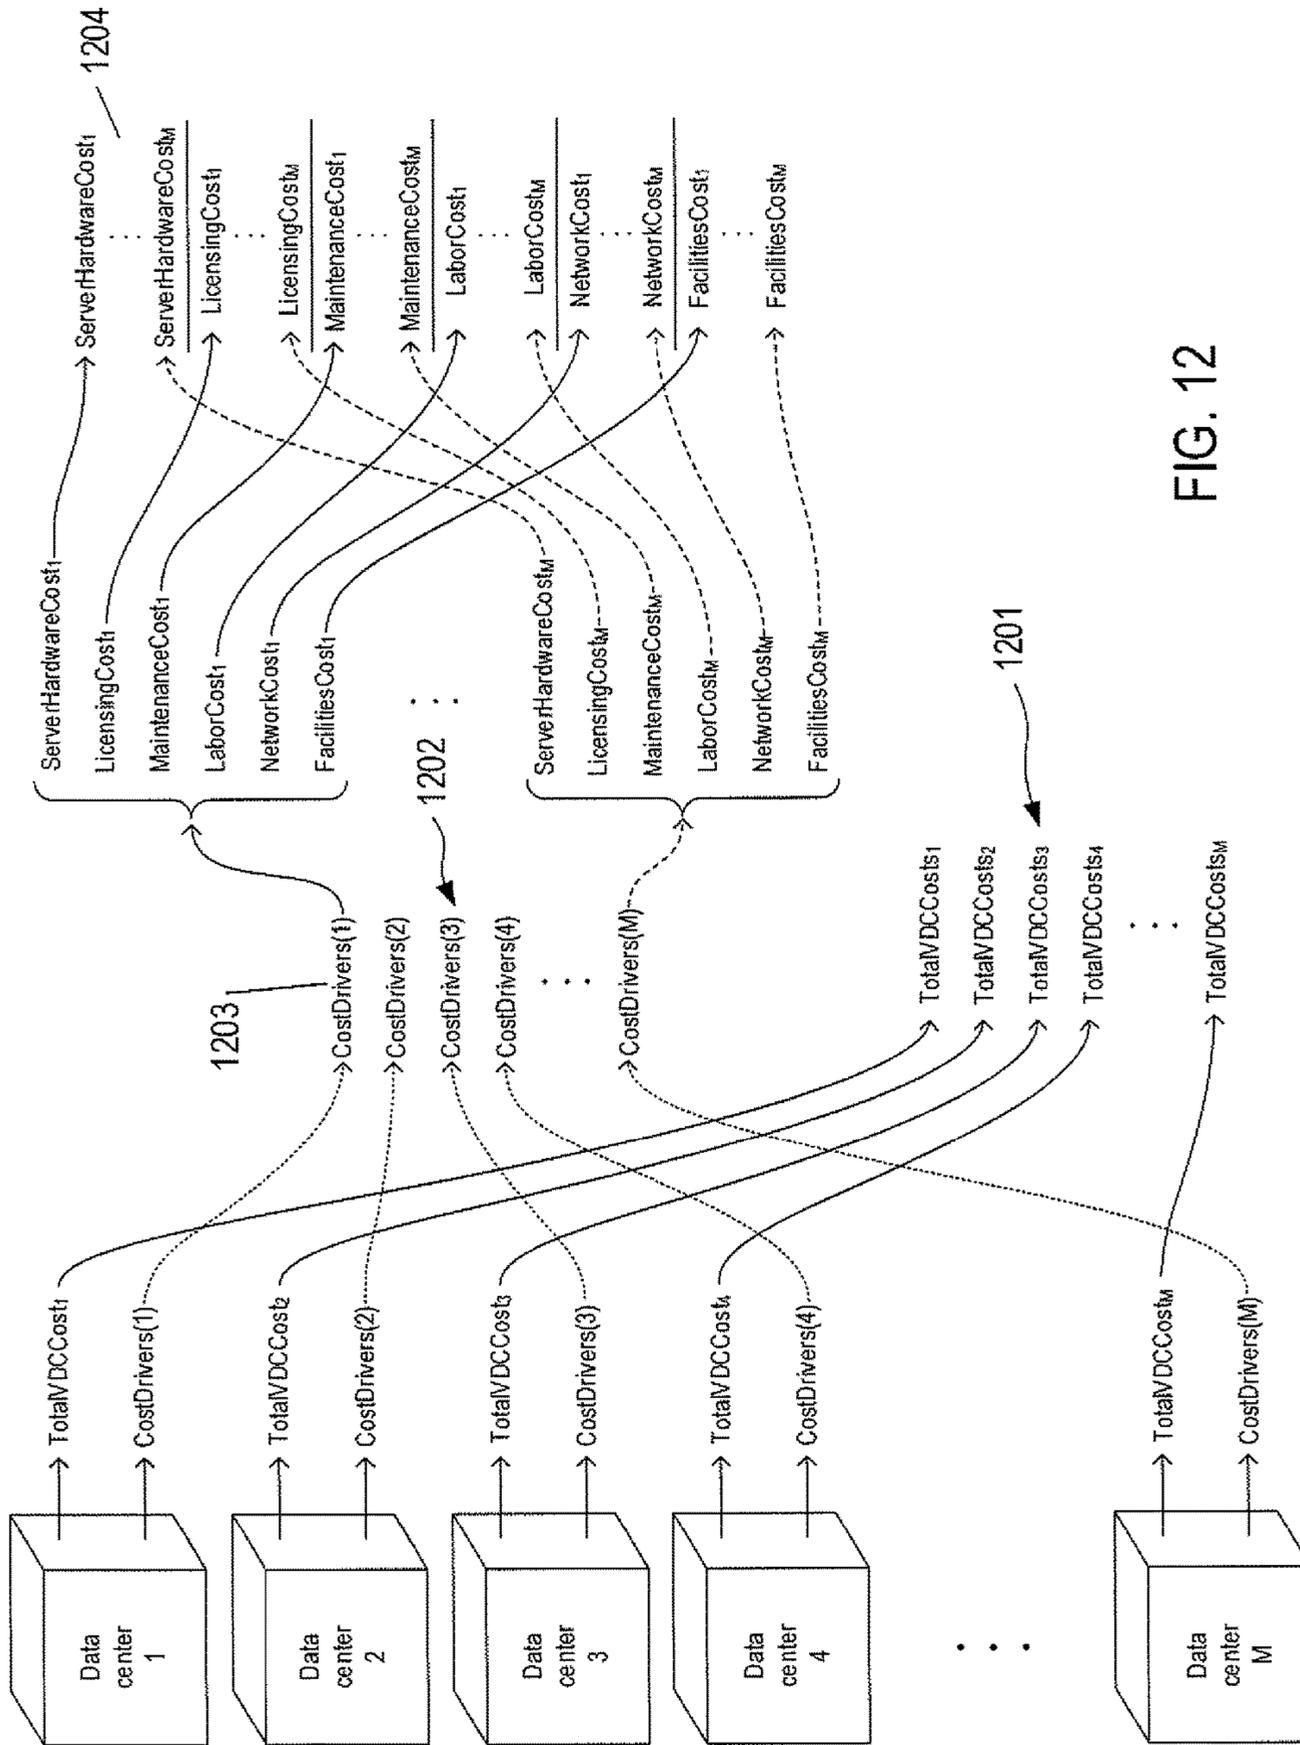 Data
center
1
Data
center
2
Data
center
3
Data
center
4
Data
center
M
TotalVDCCost1
CostDrivers(1)
TotalVDCCost2
CostDrivers(2)
TotalVDCCost3
CostDrivers(3)
TotalVDCCost4
CostDrivers(4)
TotalVDCCostM
CostDrivers(M)
1203
CostDrivers(1)
CostDrivers(2)
CostDrivers(3)
CostDrivers(4)
CostDrivers(M)
1202
TotalVDCCosts1
TotalVDCCosts2
TotalVDCCosts3
TotalVDCCosts4
TotalVDCCostsM
1201
ServerHardwareCost1
LicensingCost1
MaintenanceCost1
LaborCost1
NetworkCost1
FacilitiesCost1
ServerHardwareCostM
LicensingCostM
MaintenanceCostM
LaborCostM
NetworkCostM
FacilitiesCostM
ServerHardwareCost1
ServerHardwareCostM
LicensingCost1
LicensingCostM
MaintenanceCost1
MaintenanceCostM
LaborCost1
LaborCostM
NetworkCost1
NetworkCostM
FacilitiesCost1
FacilitiesCostM
1204
FIG. 12